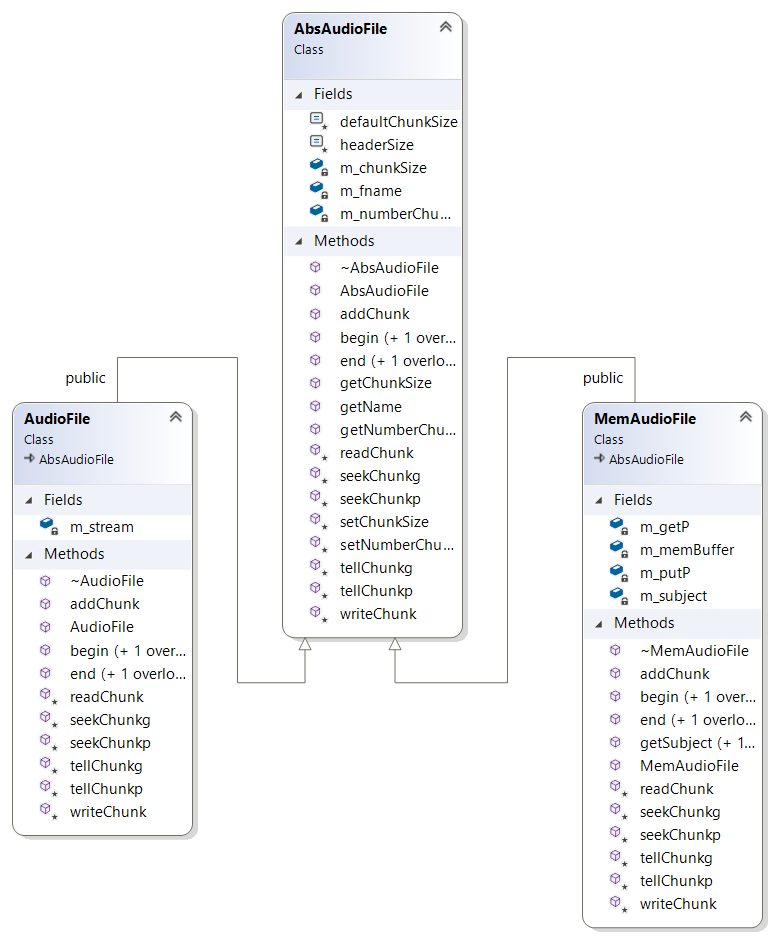 AbsAudioFile
Class
Fields
defaultChunkSize
headerSize
m_chunkSize
m_fname
m_numberChu...
Methods
~AbsAudioFile
AbsAudioFile
addChunk
begin (+ 1 over...
end (+ 1 overlo...
getChunkSize
getName
getNumberChu...
readChunk
seekChunkg
seekChunkp
setChunkSize
setNumberChu...
tellChunkg
tellChunkp
writeChunk
public
AudioFile
Class
AbsAudioFile
Fields
m_stream
Methods
~AudioFile
addChunk
AudioFile
begin (+ 1 over...
end (+ 1 overlo...
readChunk
seekChunkg
seekChunkp
tellChunkg
tellChunkp
writeChunk
public
MemAudioFile
Class
AbsAudioFile
Fields
m_getP
m_memBuffer
m_putP
m_subject
Methods
~MemAudioFile
addChunk
begin (+ 1 over...
end (+ 1 overlo...
getSubject (+ 1...
MemAudioFile
readChunk
seekChunkg
seekChunkp
tellChunkg
tellChunkp
writeChunk